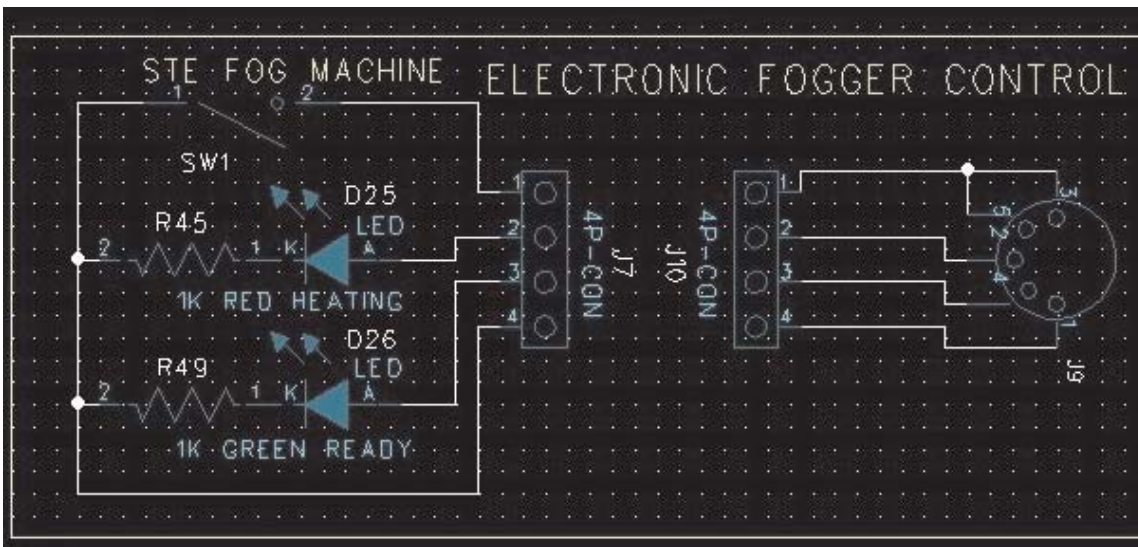 STE FOG MACHINE
ELECTRONIC FOGGER CONTROL
1
2
SW1
D25
LED
R45
2
1
K
A
1K RED HEATING
D26
LED
R49
2
1
K
A
1K GREEN READY
1
2
3
4
4P-CON
J7
J10
4P-CON
1
2
3
4
3
5
2
4
1
J9